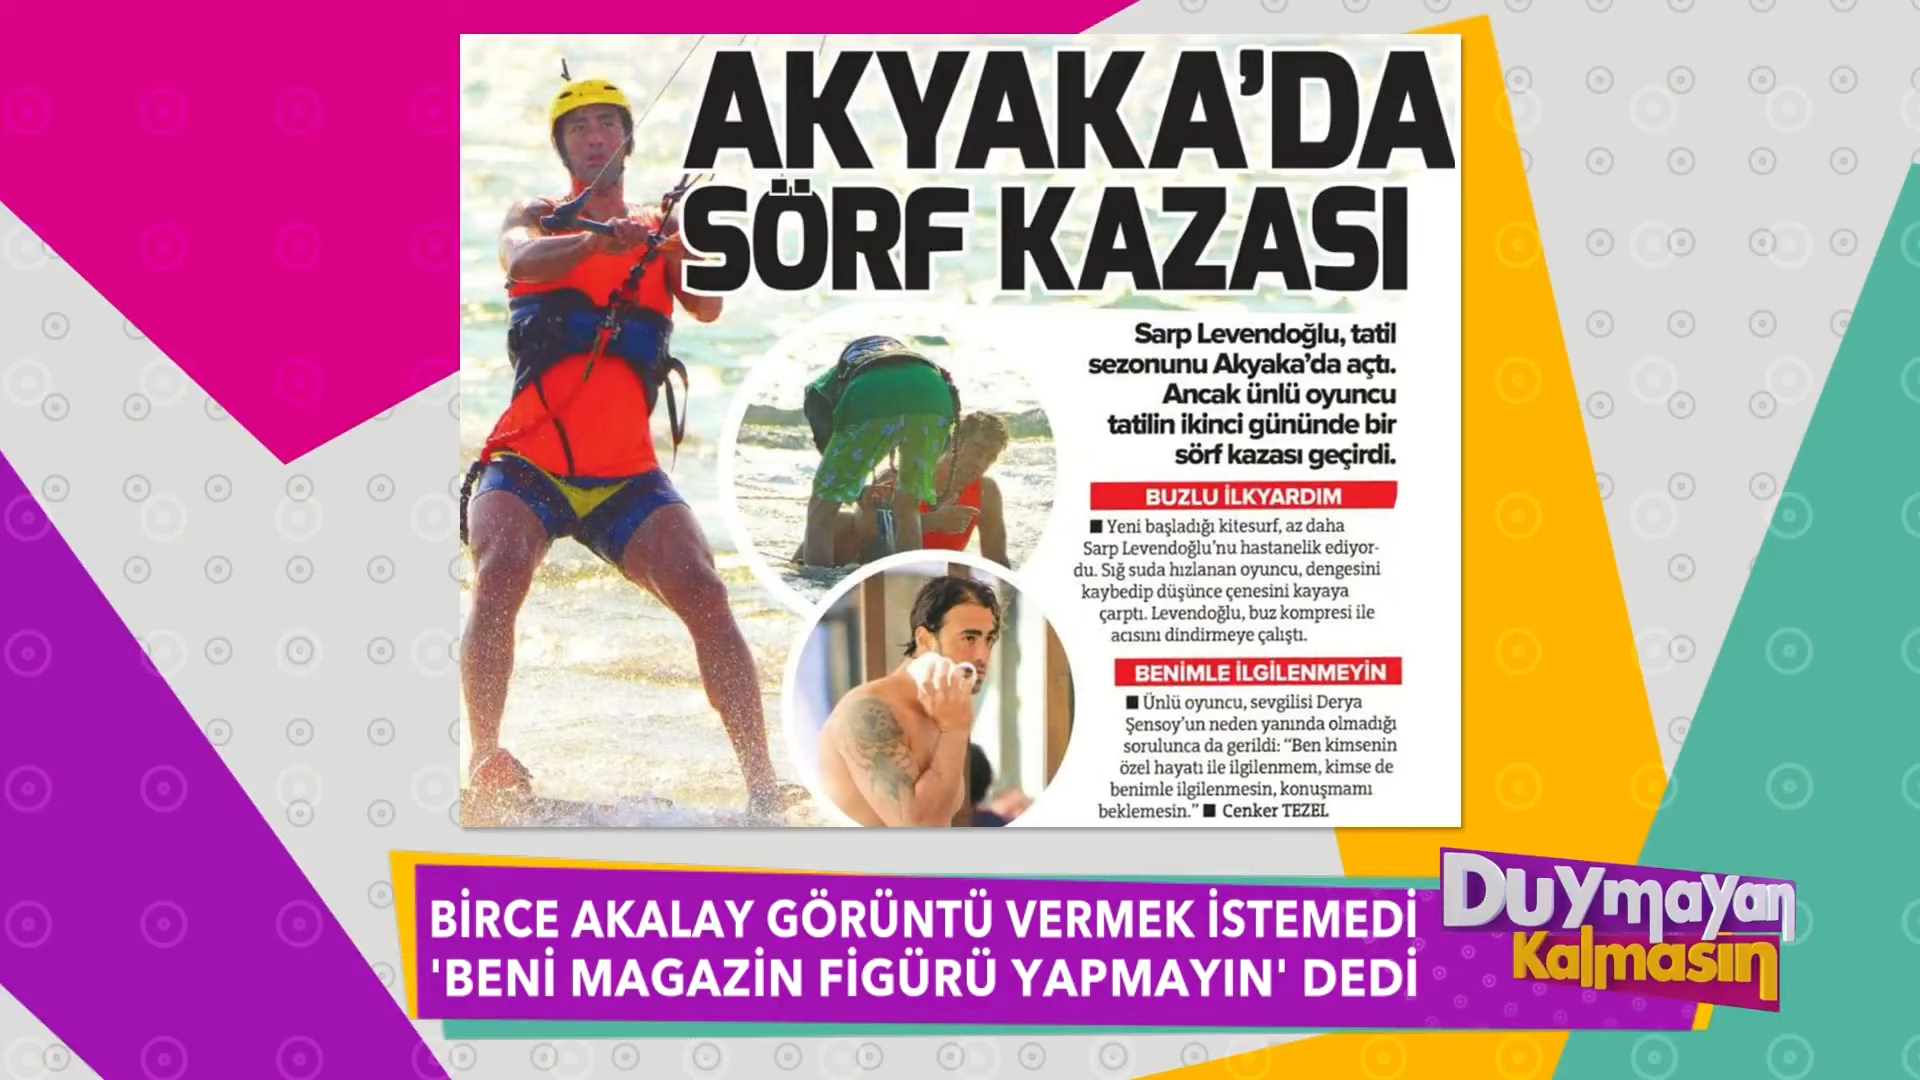 AKYAKA'DA
SÖRF KAZASI
Sarp Levendoğlu, tatil
sezonunu Akyaka'da açtı.
Ancak ünlü oyuncu
tatilin ikinci gününde bir
sörf kazası geçirdi.
BUZLU İLKYARDIM
■ Yeni başladığı kitesurf, az daha
Sarp Levendoğlu'nu hastanelik ediyor-
du. Sığ suda hızlanan oyuncu, dengesini
kaybedip düşünce çenesini kayaya
çarptı. Levendoğlu, buz kompresi ile
acısını dindirmeye çalıştı.
BENİMLE İLGİLENMEYİN
■ Ünlü oyuncu, sevgilisi Derya
Şensoy'un neden yanında olmadığı
sorulunca da gerildi: "Ben kimsenin
özel hayatı ile ilgilenmem, kimse de
benimle ilgilenmesin, konuşmamı
beklemesin." ■ Cenker TEZEL
BİRCE AKALAY GÖRÜNTÜ VERMEK İSTEMEDİ
'BENİ MAGAZİN FİGÜRÜ YAPMAYIN' DEDİ
Duymayan
Kalmasın